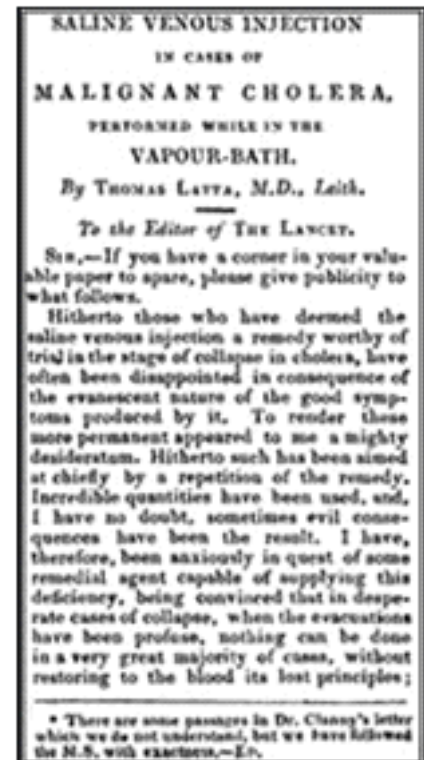 SALINE VENOUS INJECTION
IN CASES OF
MALIGNANT CHOLERA,
PERFORMED WHILE IN THE
VAPOUR-BATH.
By THOMAS LATTA, M.D., Leith.
To the Editor of THE LANCET.
SIR,—If you have a corner in your valu-
able paper to spare, please give publicity to
what follows.
Hitherto those who have deemed the
saline venous injection a remedy worthy of
trial in the stage of collapse in cholera, have
often been disappointed in consequence of
the evanescent nature of the good symp-
toms produced by it. To render these
more permanent appeared to me a mighty
desideratum. Hitherto such has been aimed
at chiefly by a repetition of the remedy.
Incredible quantities have been used, and,
I have no doubt, sometimes evil conse-
quences have been the result. I have,
therefore, been anxiously in quest of some
remedial agent capable of supplying this
deficiency, being convinced that in despe-
rate cases of collapse, when the evacuations
have been profuse, nothing can be done
in a very great majority of cases, without
restoring to the blood its lost principles;
* There are some passages in Dr. Clanny's letter
which we do not understand, but we have followed
the M.S. with exactness.—ED.